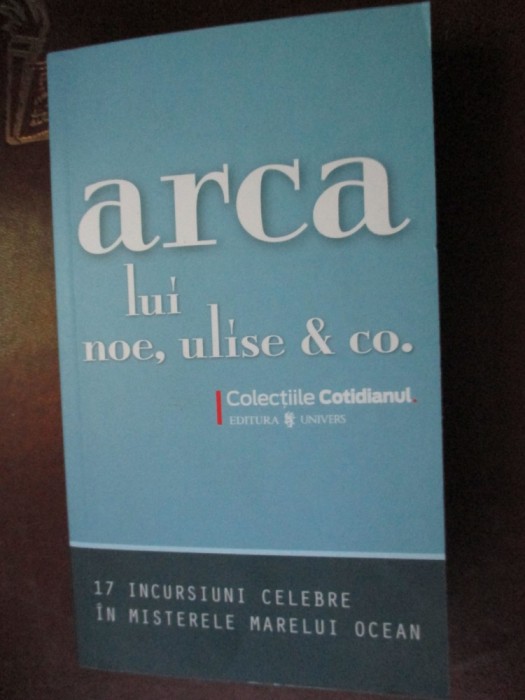 arca
lui
noe, ulise & co.
Colecțiile Cotidianul.
EDITURA UNIVERS
17 INCURSIUNI CELEBRE
ÎN MISTERELE MARELUI OCEAN